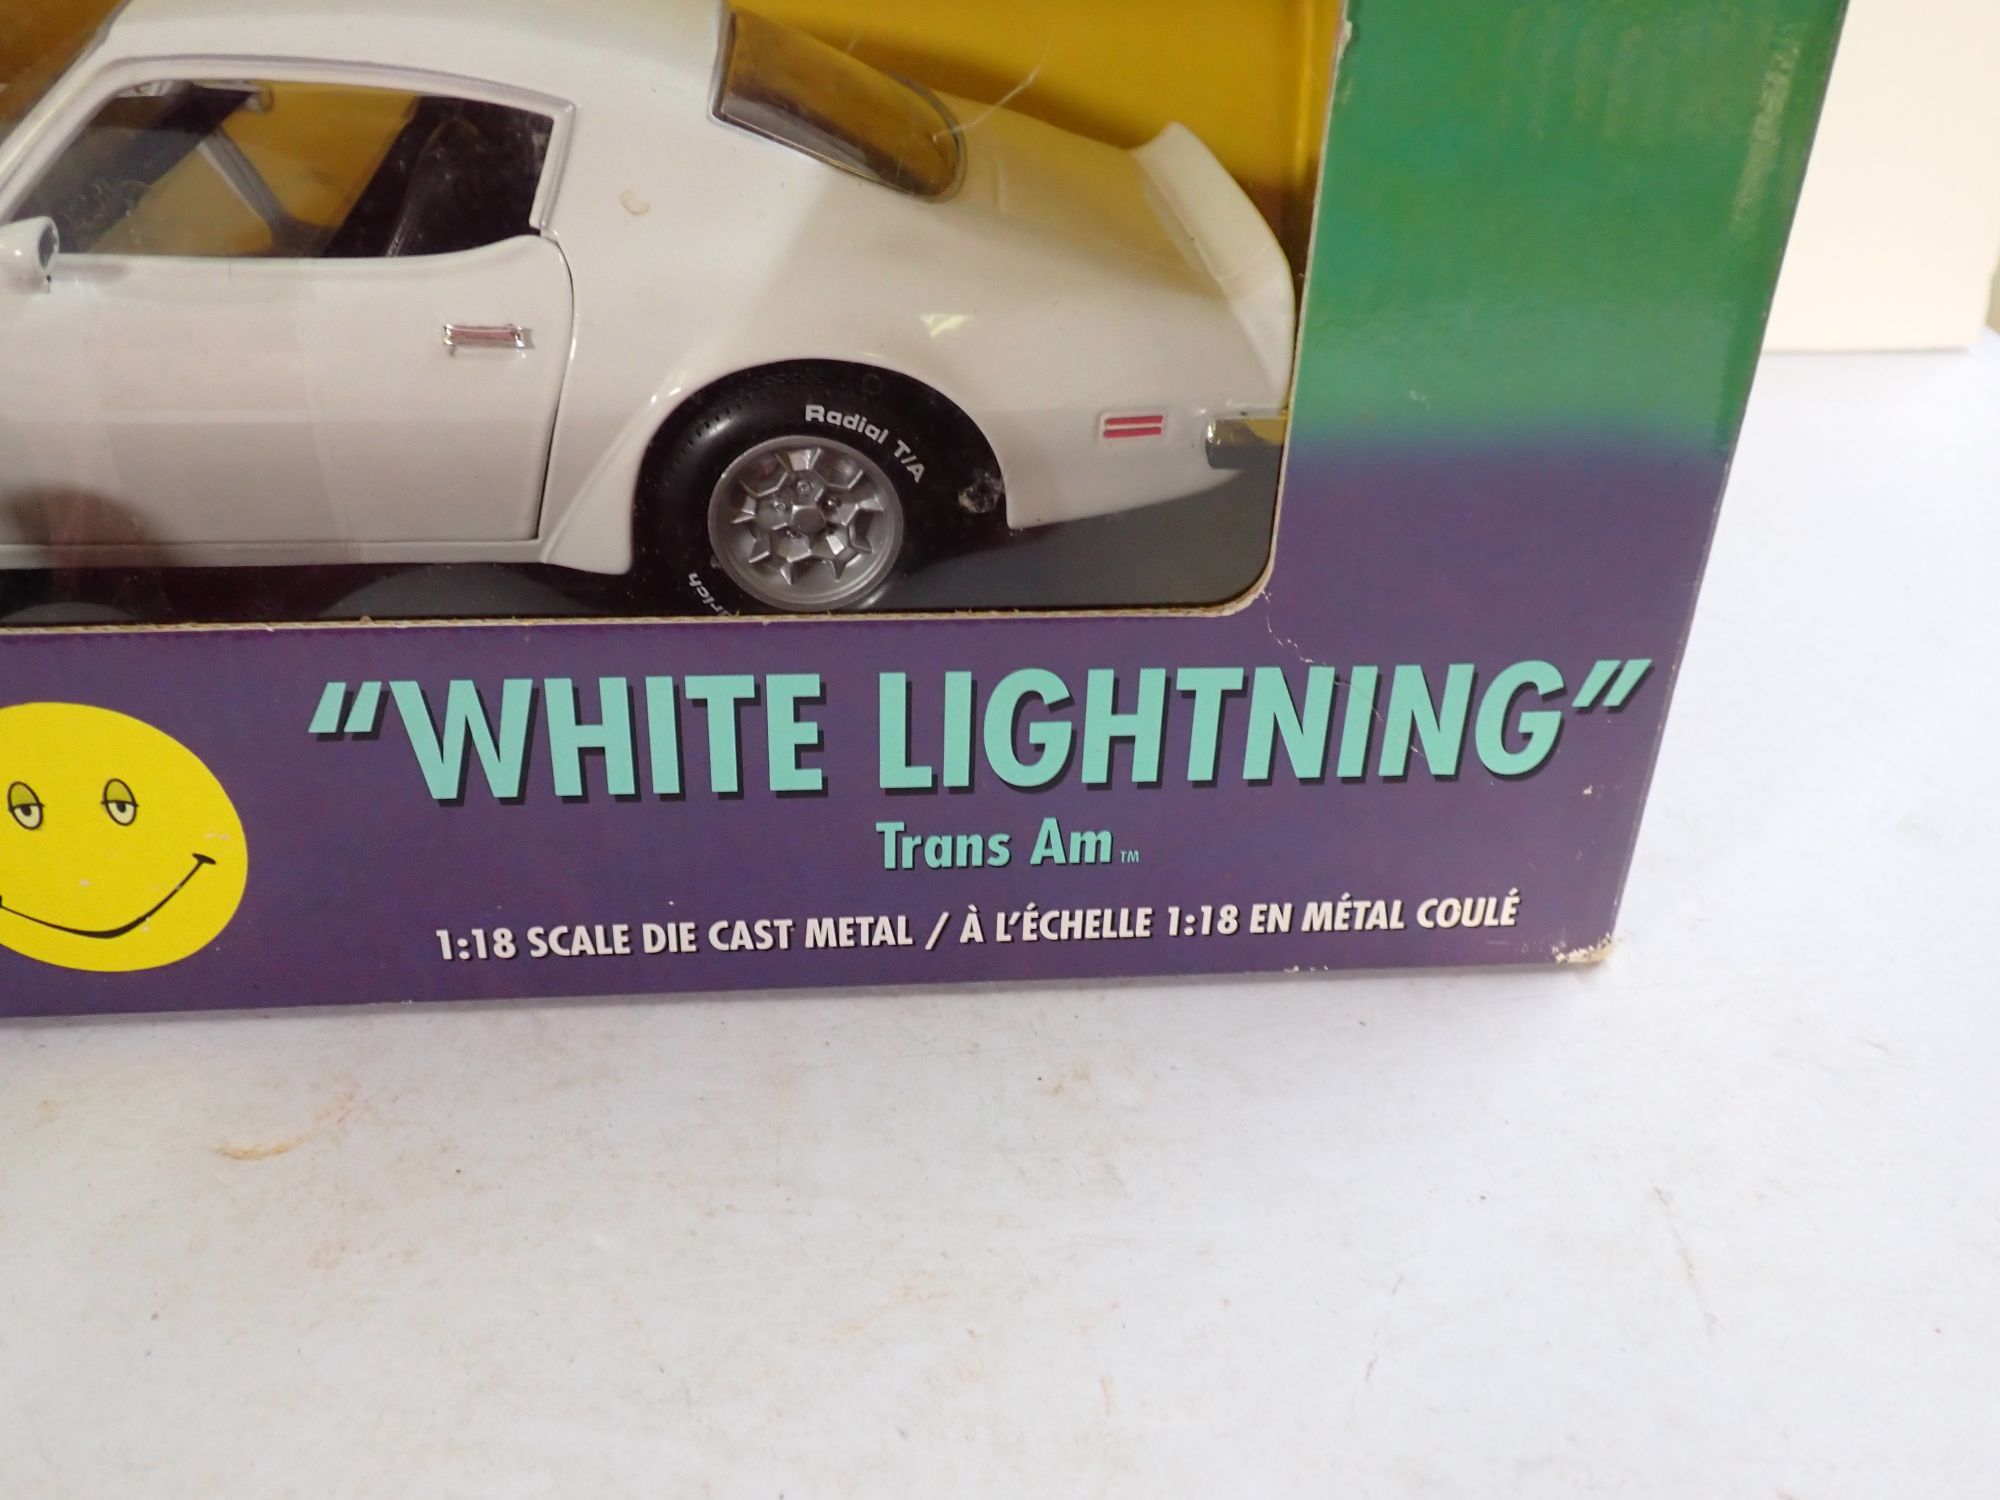 Radial T/A
"WHITE LIGHTNING"
Trans Am™
1:18 SCALE DIE CAST METAL / À L'ÉCHELLE 1:18 EN MÉTAL COULÉ